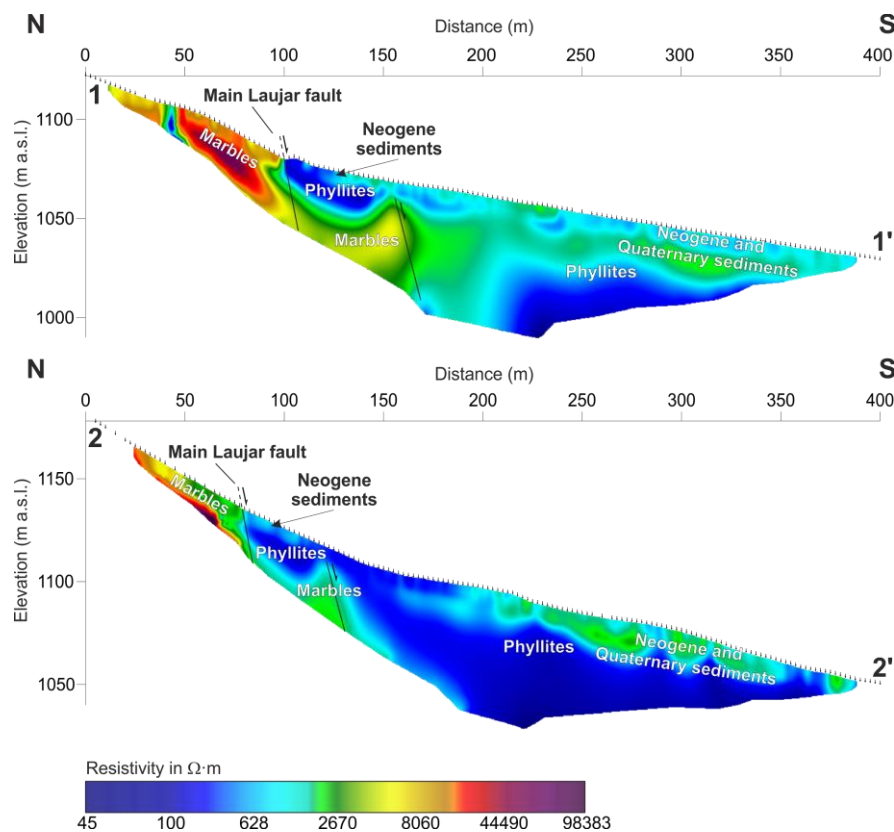 N
Distance (m)
S
0 50 100 150 200 250 300 350 400
1
Main Laujar fault
Neogene
sediments
Marbles
Phyllites
Marbles
Phyllites
Neogene and
Quaternary sediments
1'
Elevation (m a.s.l.)
1100
1050
1000
N
Distance (m)
S
0 50 100 150 200 250 300 350 400
2
Main Laujar fault
Neogene
sediments
Marbles
Phyllites
Marbles
Phyllites
Neogene and
Quaternary sediments
2'
Elevation (m a.s.l.)
1150
1100
1050
Resistivity in Ω·m
45 100 628 2670 8060 44490 98383